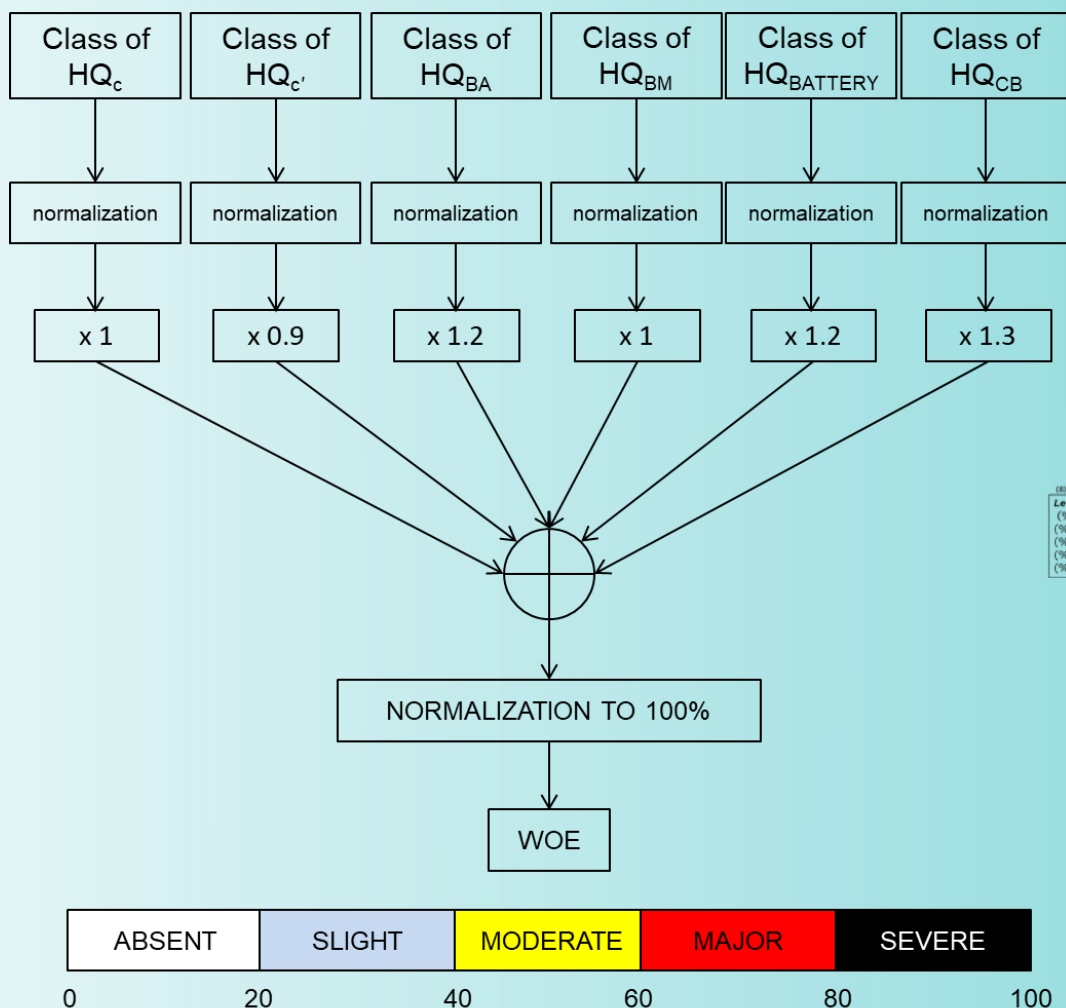 Class of
HQc
Class of
HQc'
Class of
HQBA
Class of
HQBM
Class of
HQBATTERY
Class of
HQCB
normalization
normalization
normalization
normalization
normalization
normalization
x 1
x 0.9
x 1.2
x 1
x 1.2
x 1.3
NORMALIZATION TO 100%
WOE
ABSENT
SLIGHT
MODERATE
MAJOR
SEVERE
0 20 40 60 80 100